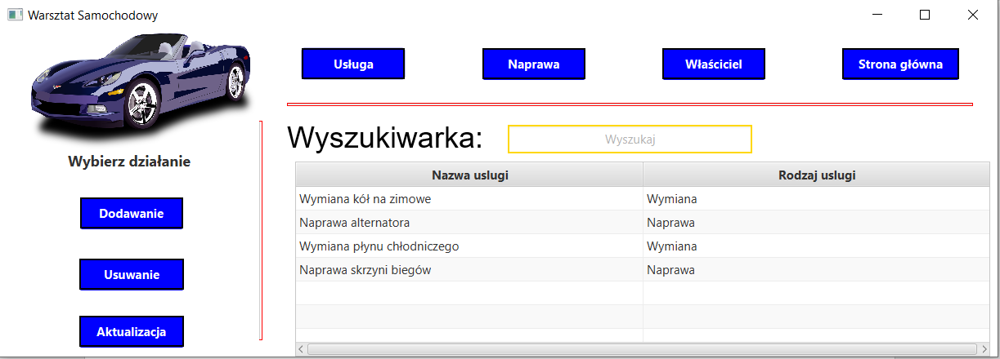 Warsztat Samochodowy
Usługa Naprawa Właściciel Strona główna
Wyszukiwarka: Wyszukaj
Wybierz działanie
Nazwa uslugi Rodzaj uslugi
Wymiana kół na zimowe Wymiana
Dodawanie
Naprawa alternatora Naprawa
Wymiana płynu chłodniczego Wymiana
Usuwanie
Naprawa skrzyni biegów Naprawa
Aktualizacja